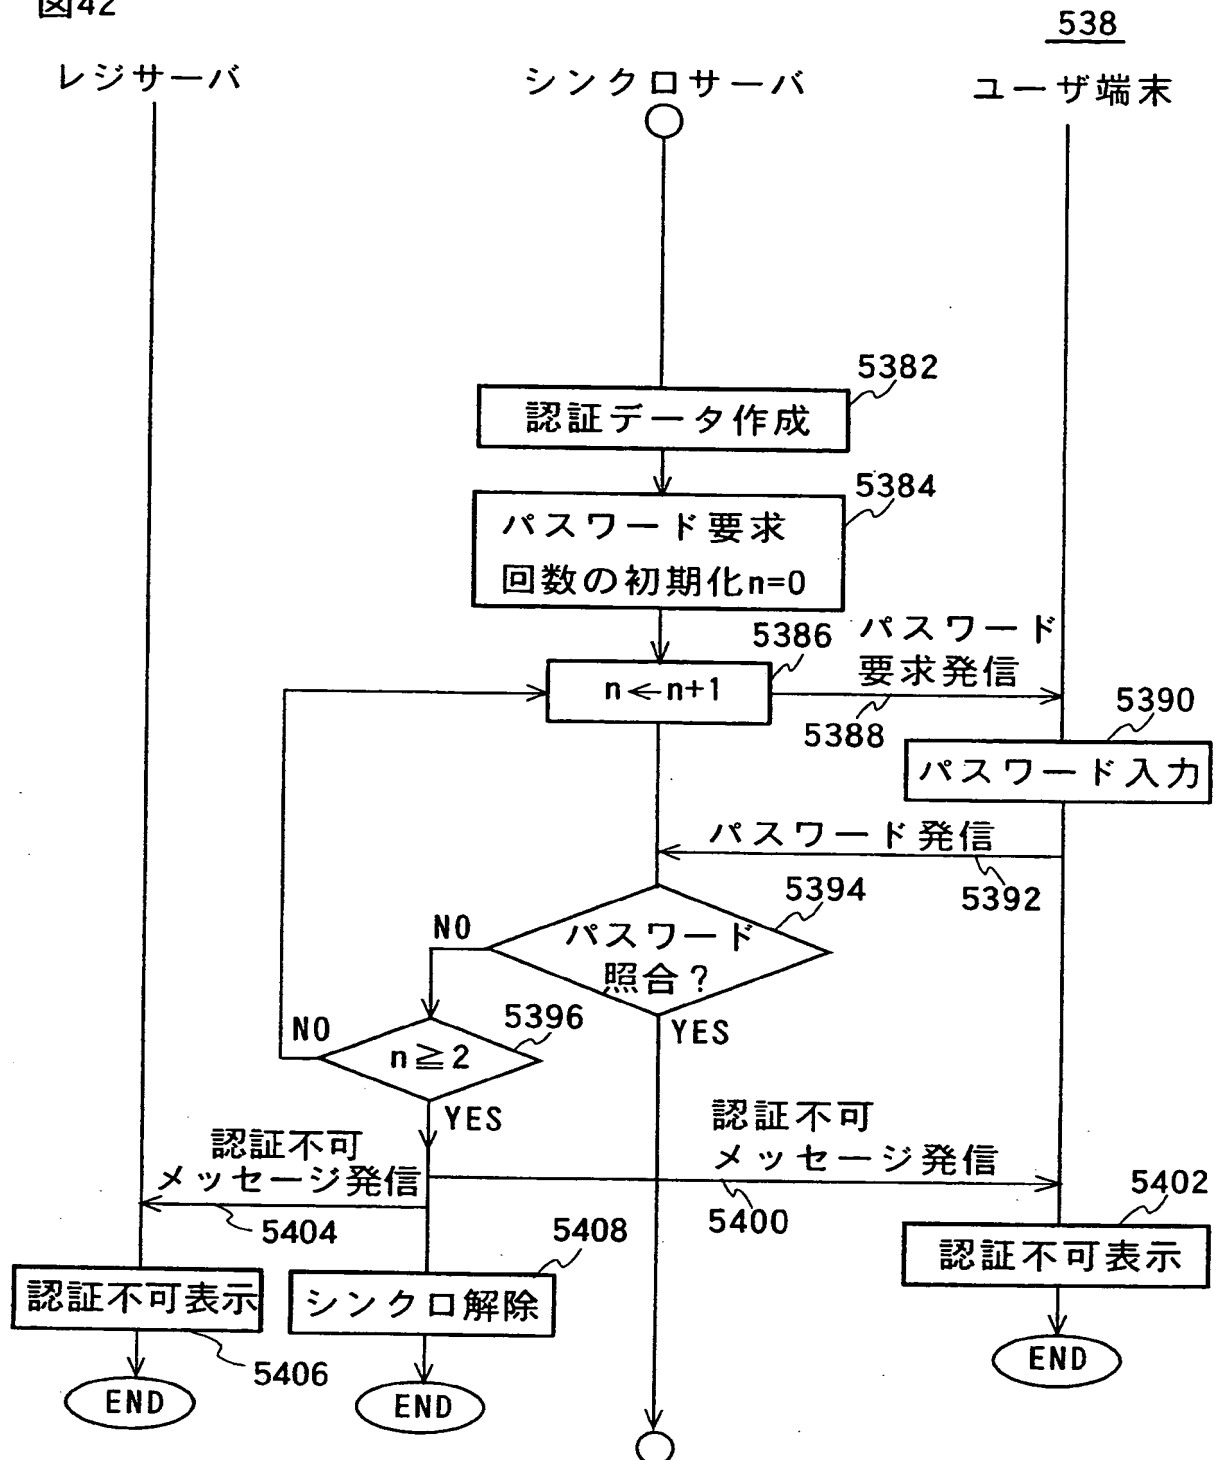 図42
538
レジサーバ
シンクロサーバ
ユーザ端末
5382
認証データ作成
5384
パスワード要求
回数の初期化n=0
5386
パスワード
要求発信
n←n+1
5388
5390
パスワード入力
パスワード発信
5392
5394
NO
パスワード
照合?
5396
NO
YES
n≧2
YES
認証不可
メッセージ発信
認証不可
メッセージ発信
5404
5400
5402
5408
認証不可表示
認証不可表示
シンクロ解除
5406
END
END
END